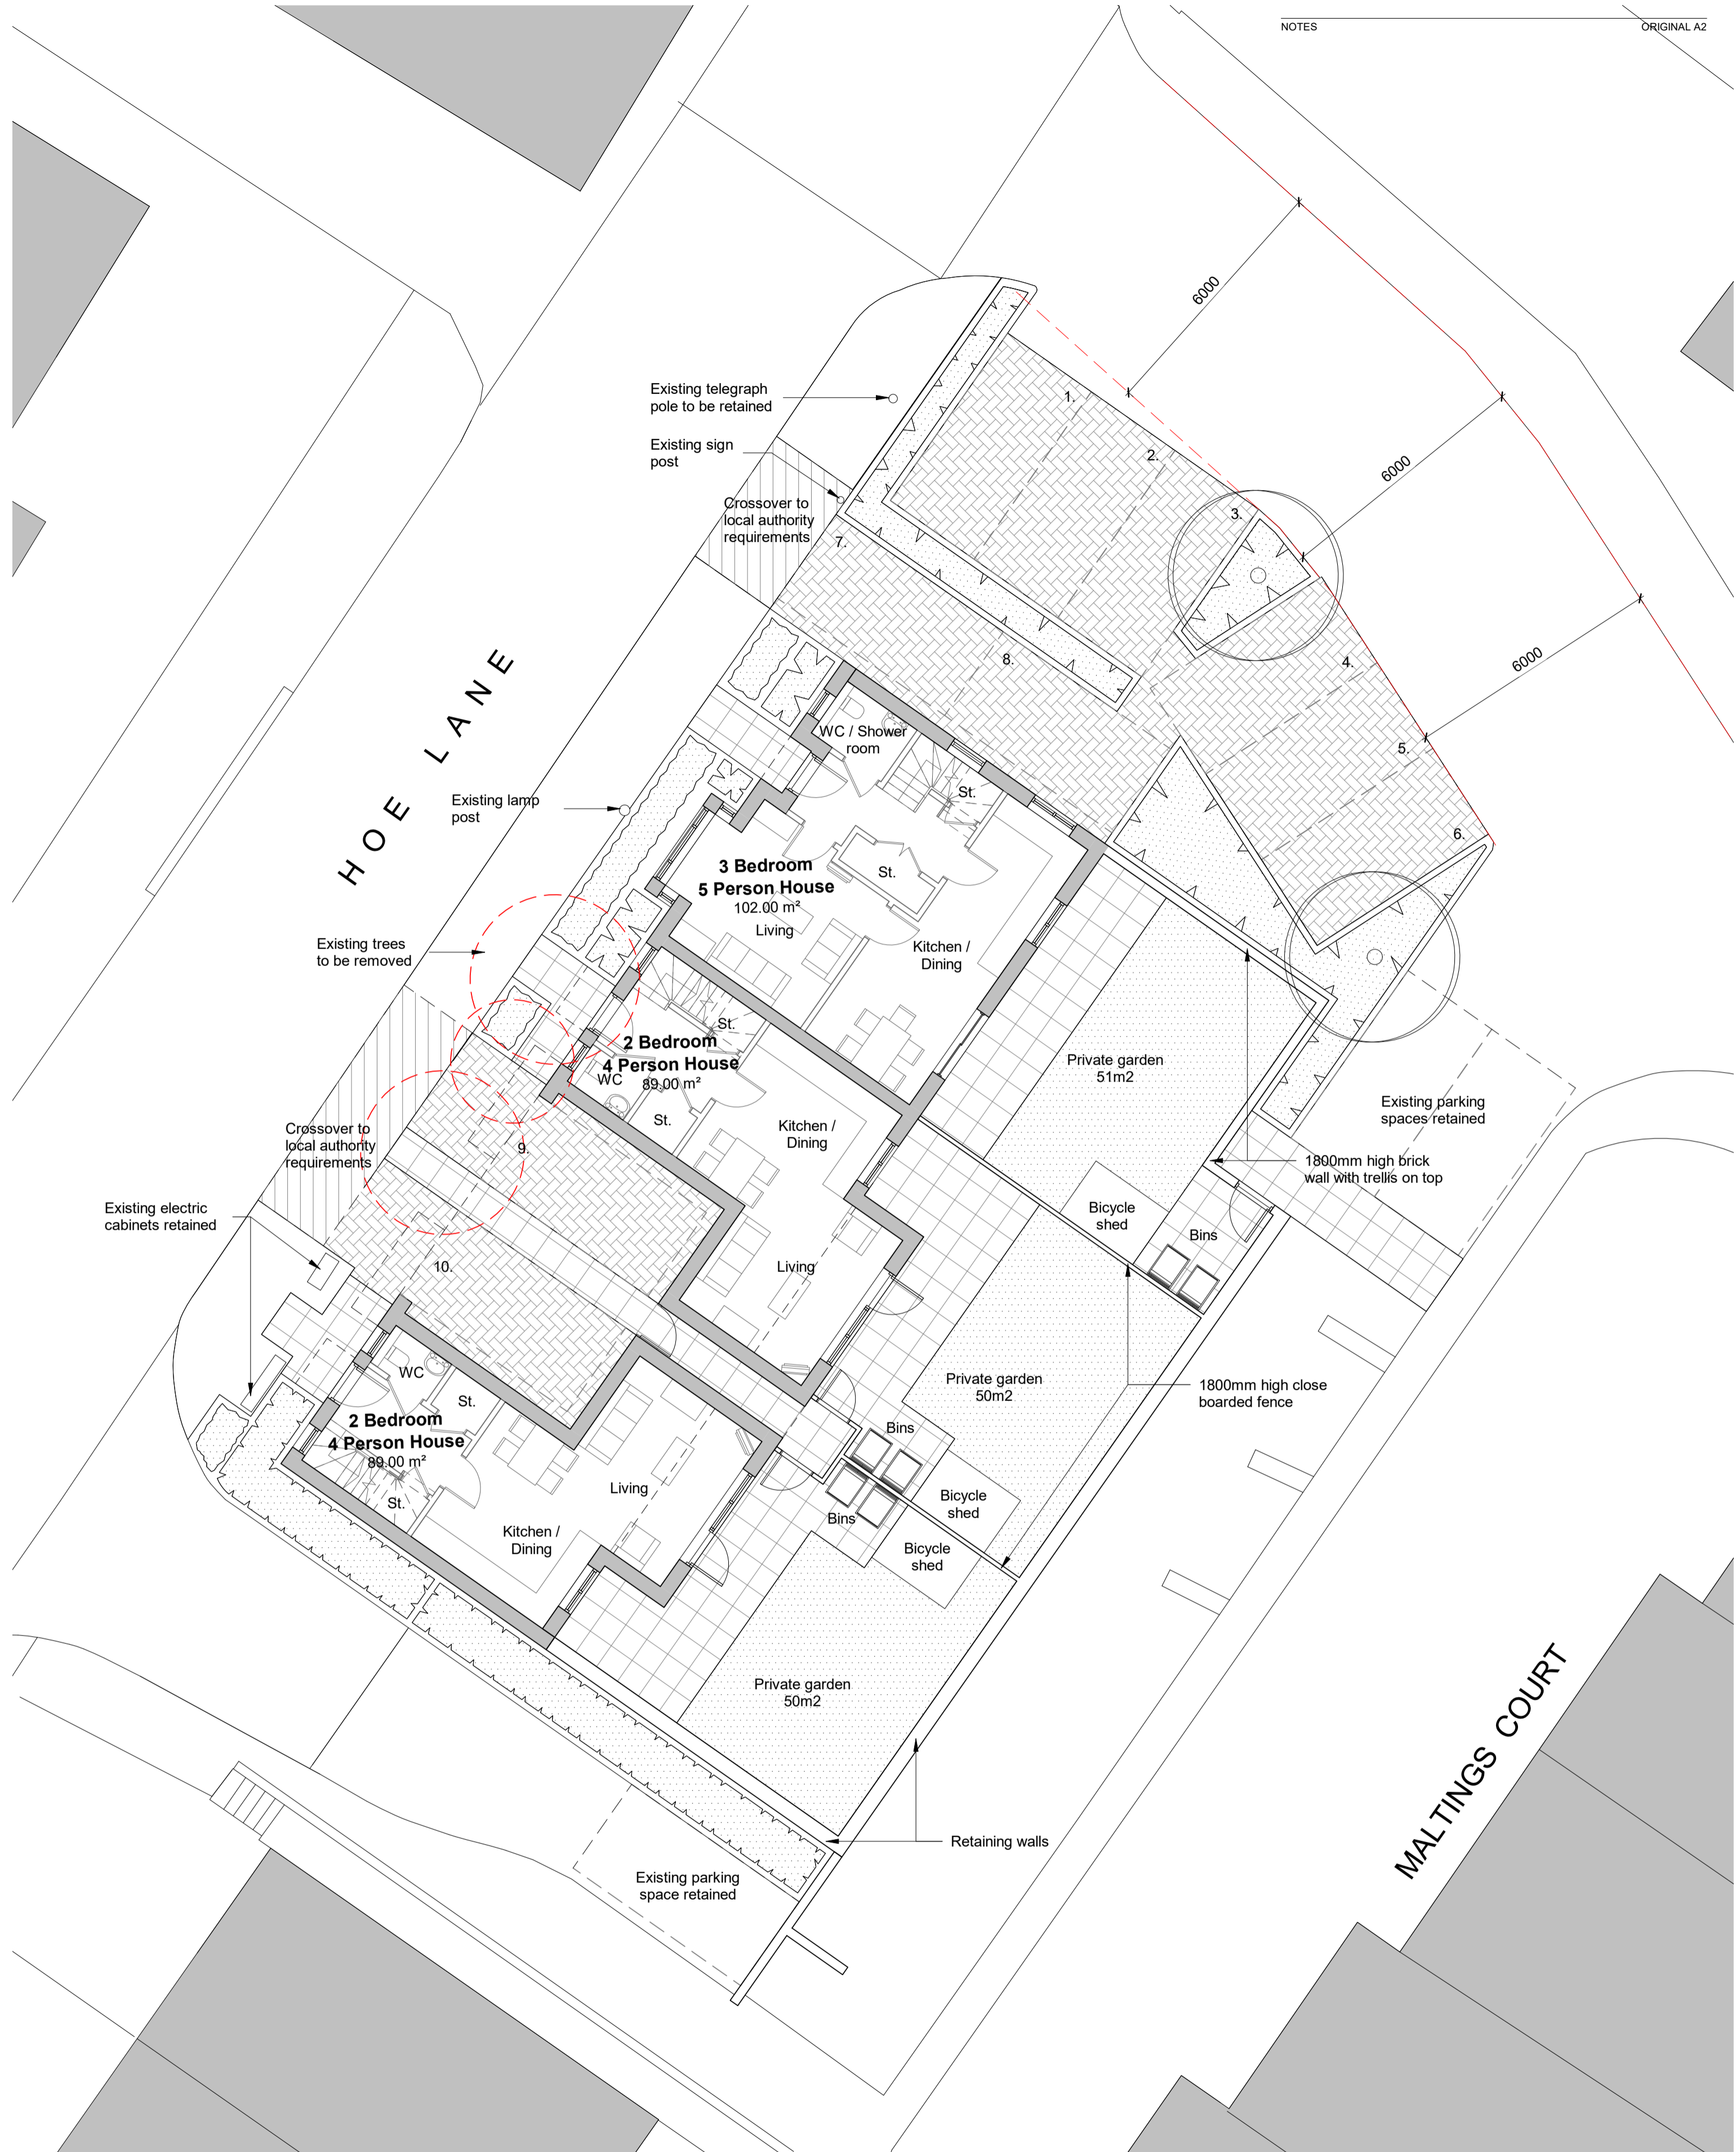 NOTES
ORIGINAL A2
6000
Existing telegraph
pole to be retained
1.
Existing sign
post
2.
6000
Crossover to
local authority
requirements
3.
7.
HOE LANE
8.
4.
6000
WC / Shower
room
5.
St.
Existing lamp
post
6.
3 Bedroom
5 Person House
102.00 m²
St.
Living
Existing trees
to be removed
Kitchen /
Dining
St.
2 Bedroom
4 Person House
89.00 m²
WC
St.
Private garden
51m2
Existing parking
spaces retained
Crossover to
local authority
requirements
9.
Kitchen /
Dining
1800mm high brick
wall with trellis on top
Existing electric
cabinets retained
Bicycle
shed
Bins
10.
Living
WC
St.
Private garden
50m2
1800mm high close
boarded fence
2 Bedroom
4 Person House
89.00 m²
Bins
St.
Living
Bicycle
shed
Bins
Kitchen /
Dining
Bicycle
shed
Private garden
50m2
MALTINGS COURT
Retaining walls
Existing parking
space retained